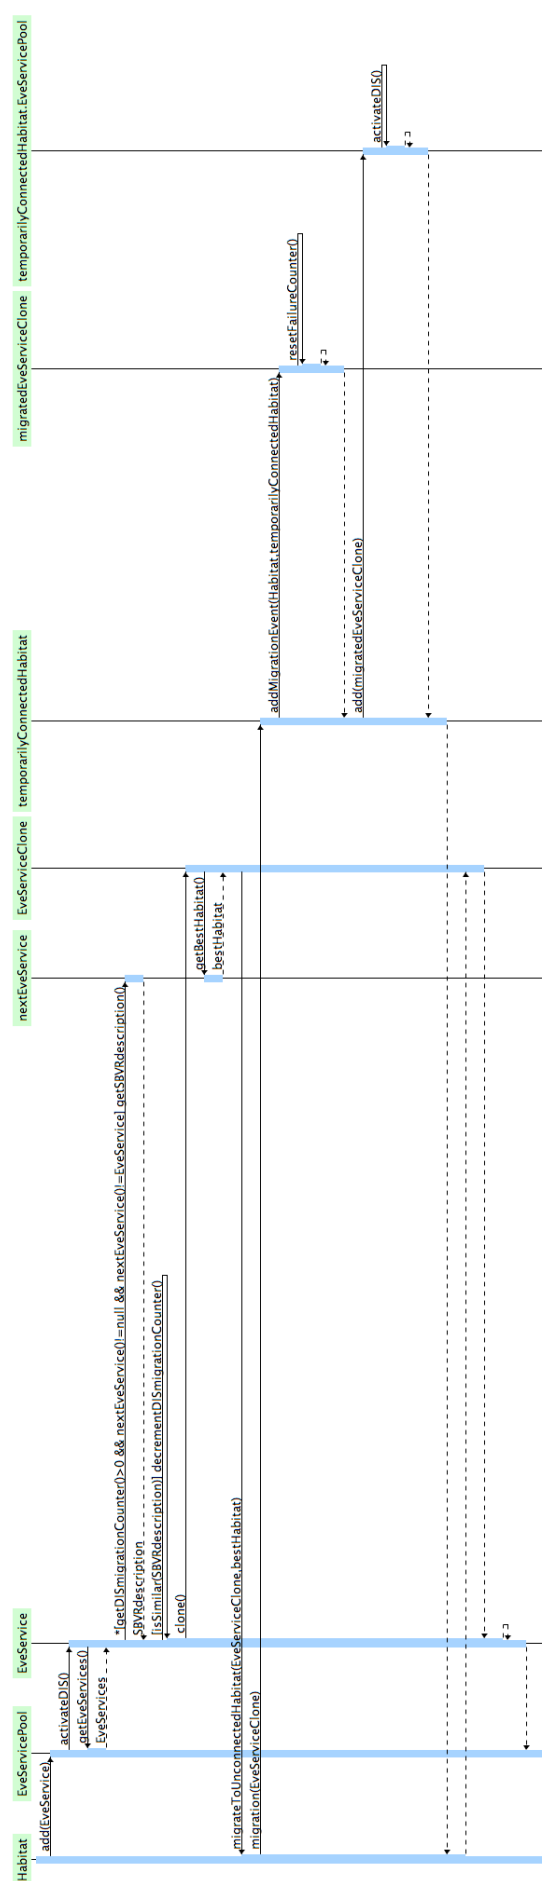 Habitat
EveServicePool
EveService
nextEveService
EveServiceClone
temporarilyConnectedHabitat
migratedEveServiceClone
temporarilyConnectedHabitat.EveServicePool
add(EveService)
activateDIS()
getEveServices()
EveServices
*[getDISmigrationCounter()>0 && nextEveService()!=null && nextEveService()!=EveService] getSBVRdescription()
SBVRdescription
[isSimilar(SBVRdescription)] decrementDISmigrationCounter()
clone()
getBestHabitat()
bestHabitat
migrateToUnconnectedHabitat(EveServiceClone,bestHabitat)
migration(EveServiceClone)
addMigrationEvent(Habitat,temporarilyConnectedHabitat)
resetFailureCounter()
add(migratedEveServiceClone)
activateDIS()